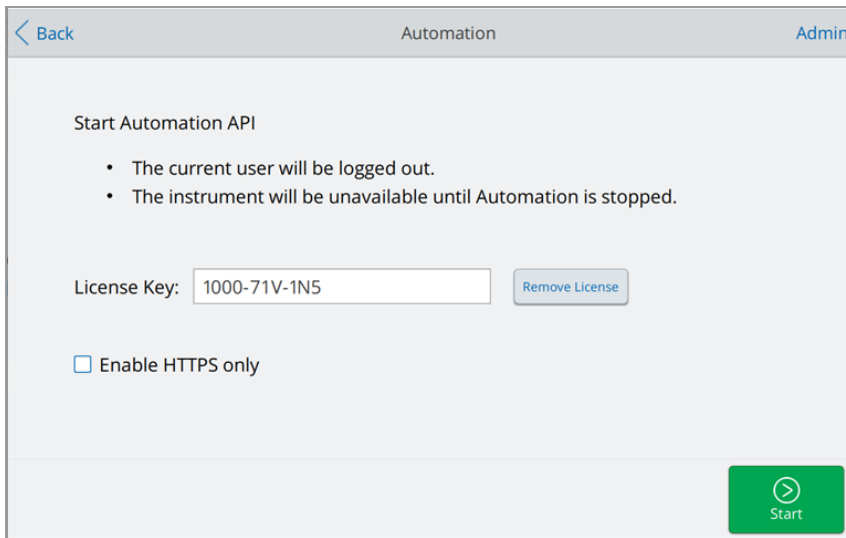 Back Automation Admin
Start Automation API
• The current user will be logged out.
• The instrument will be unavailable until Automation is stopped.
License Key: 1000-71V-1N5 Remove License
Enable HTTPS only
Start